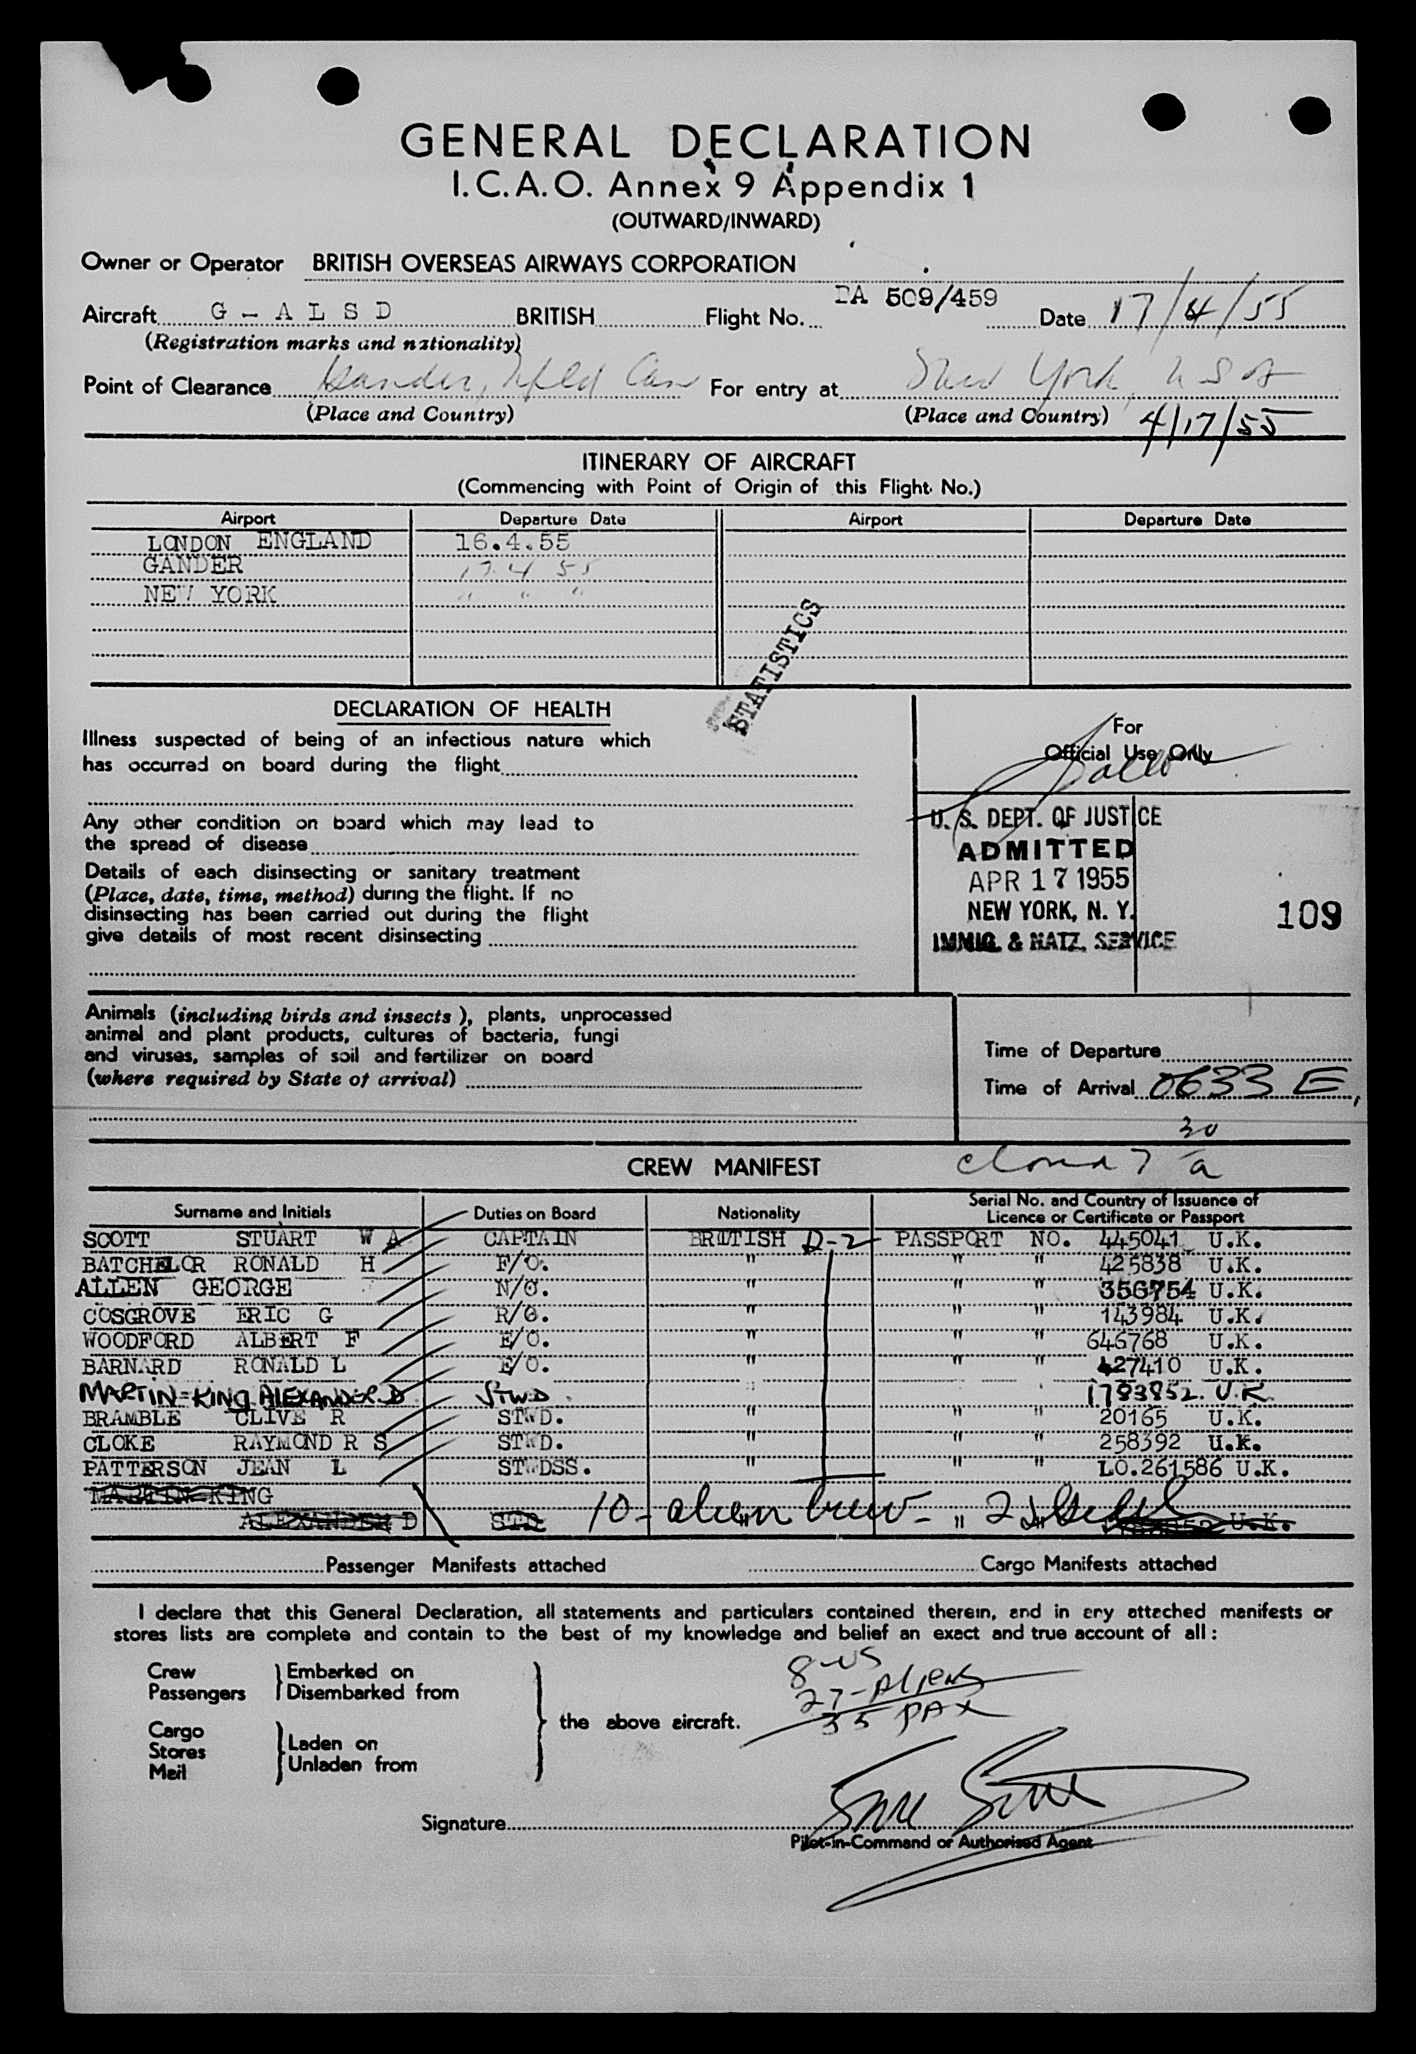 GENERAL DECLARATION
I.C.A.O. Annex 9 Appendix 1
(OUTWARD/INWARD)
Owner or Operator BRITISH OVERSEAS AIRWAYS CORPORATION
Aircraft G - A L S D BRITISH Flight No. BA 509/459 Date 17/4/55
(Registration marks and nationality)
Point of Clearance Gander, Nfld Can For entry at New York, USA
(Place and Country) (Place and Country) 4/17/55
ITINERARY OF AIRCRAFT
(Commencing with Point of Origin of this Flight No.)
Airport Departure Date Airport Departure Date
LONDON ENGLAND 16.4.55
GANDER 17 4 55
NEW YORK " " "
STATISTICS
DECLARATION OF HEALTH
Illness suspected of being of an infectious nature which
has occurred on board during the flight
Any other condition on board which may lead to
the spread of disease
Details of each disinsecting or sanitary treatment
(Place, date, time, method) during the flight. If no
disinsecting has been carried out during the flight
give details of most recent disinsecting
For
Official Use Only
U. S. DEPT. OF JUSTICE
ADMITTED
APR 17 1955
NEW YORK, N. Y.
IMMIG. & NATZ. SERVICE
109
Animals (including birds and insects), plants, unprocessed
animal and plant products, cultures of bacteria, fungi
and viruses, samples of soil and fertilizer on board
(where required by State of arrival)
Time of Departure
Time of Arrival 0633 E
CREW MANIFEST 7 30/a
Surname and Initials Duties on Board Nationality Serial No. and Country of Issuance of
Licence or Certificate or Passport
SCOTT STUART W A CAPTAIN BRITISH D-2 PASSPORT NO. 445041 U.K.
BATCHELOR RONALD H F/O. " " " 425838 U.K.
ALLEN GEORGE N/O. " " " 356754 U.K.
COSGROVE ERIC G R/O. " " " 143984 U.K.
WOODFORD ALBERT F E/O. " " " 646768 U.K.
BARNARD RONALD L E/O. " " " 427410 U.K.
MARTIN=KING ALEXANDER D STWD. 1783852 U.K
BRAMBLE CLIVE R STWD. " " " 20165 U.K.
CLOKE RAYMOND R S STWD. " " " 258392 U.K.
PATTERSON JEAN L STWDSS. " " " LO.261586 U.K.
MARTIN-KING
ALEXANDER D STD 10 - alien Crew - " 2 " U.K.
Passenger Manifests attached Cargo Manifests attached
I declare that this General Declaration, all statements and particulars contained therein, and in any attached manifests or
stores lists are complete and contain to the best of my knowledge and belief an exact and true account of all :
Crew Embarked on
Passengers Disembarked from
the above aircraft.
Cargo
Stores Laden on
Mail Unladen from
8-US
27-Aliens
35 PAX
Signature
Pilot-in-Command or Authorised Agent